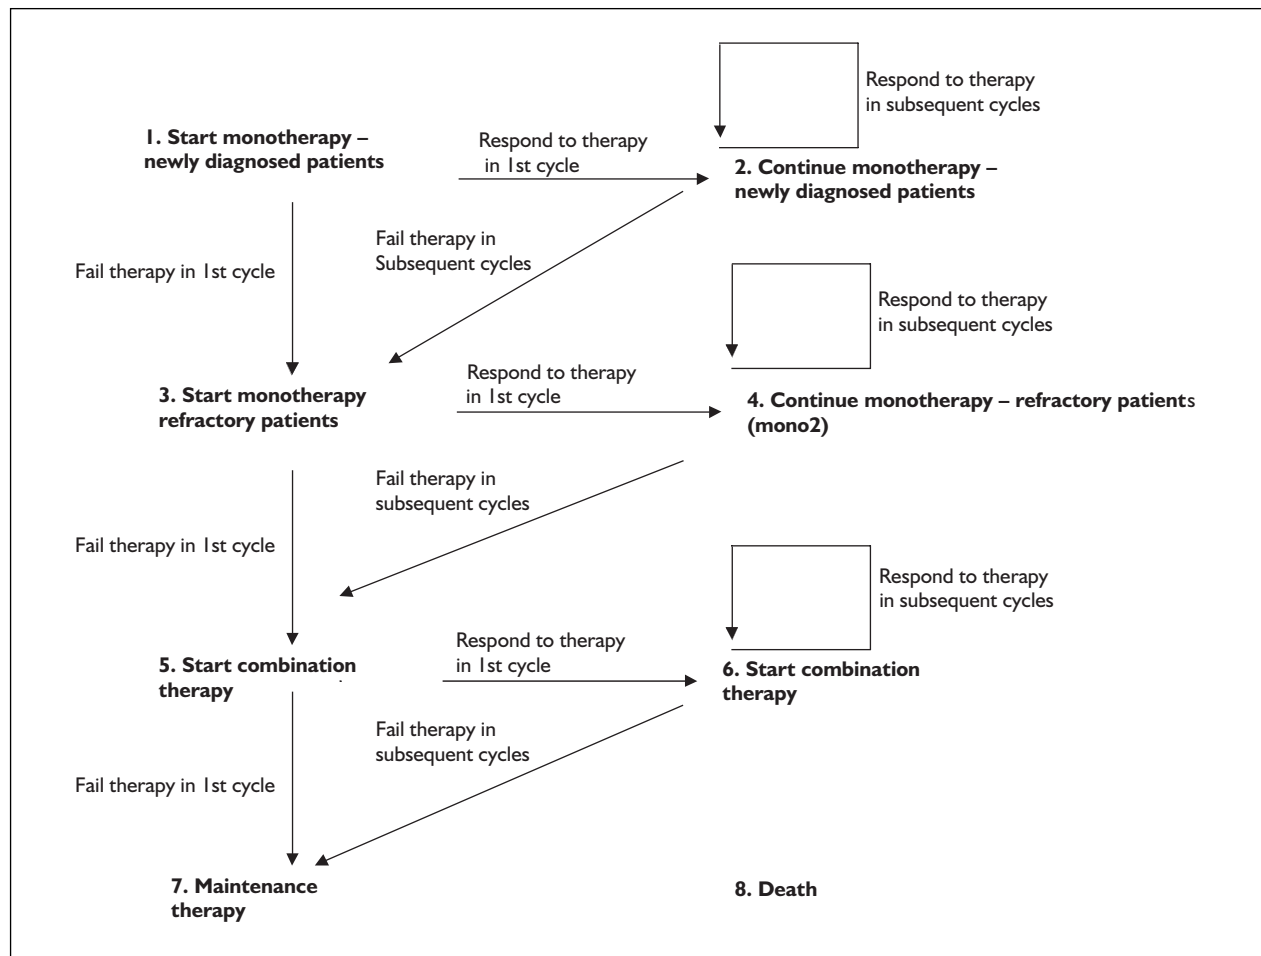 Respond to therapy
in subsequent cycles
1. Start monotherapy –
newly diagnosed patients
Respond to therapy
in 1st cycle
2. Continue monotherapy –
newly diagnosed patients
Fail therapy in
Subsequent cycles
Fail therapy in 1st cycle
Respond to therapy
in subsequent cycles
3. Start monotherapy
refractory patients
Respond to therapy
in 1st cycle
4. Continue monotherapy – refractory patients
(mono2)
Fail therapy in
subsequent cycles
Fail therapy in 1st cycle
Respond to therapy
in subsequent cycles
5. Start combination
therapy
Respond to therapy
in 1st cycle
6. Start combination
therapy
Fail therapy in
subsequent cycles
Fail therapy in 1st cycle
7. Maintenance
therapy
8. Death